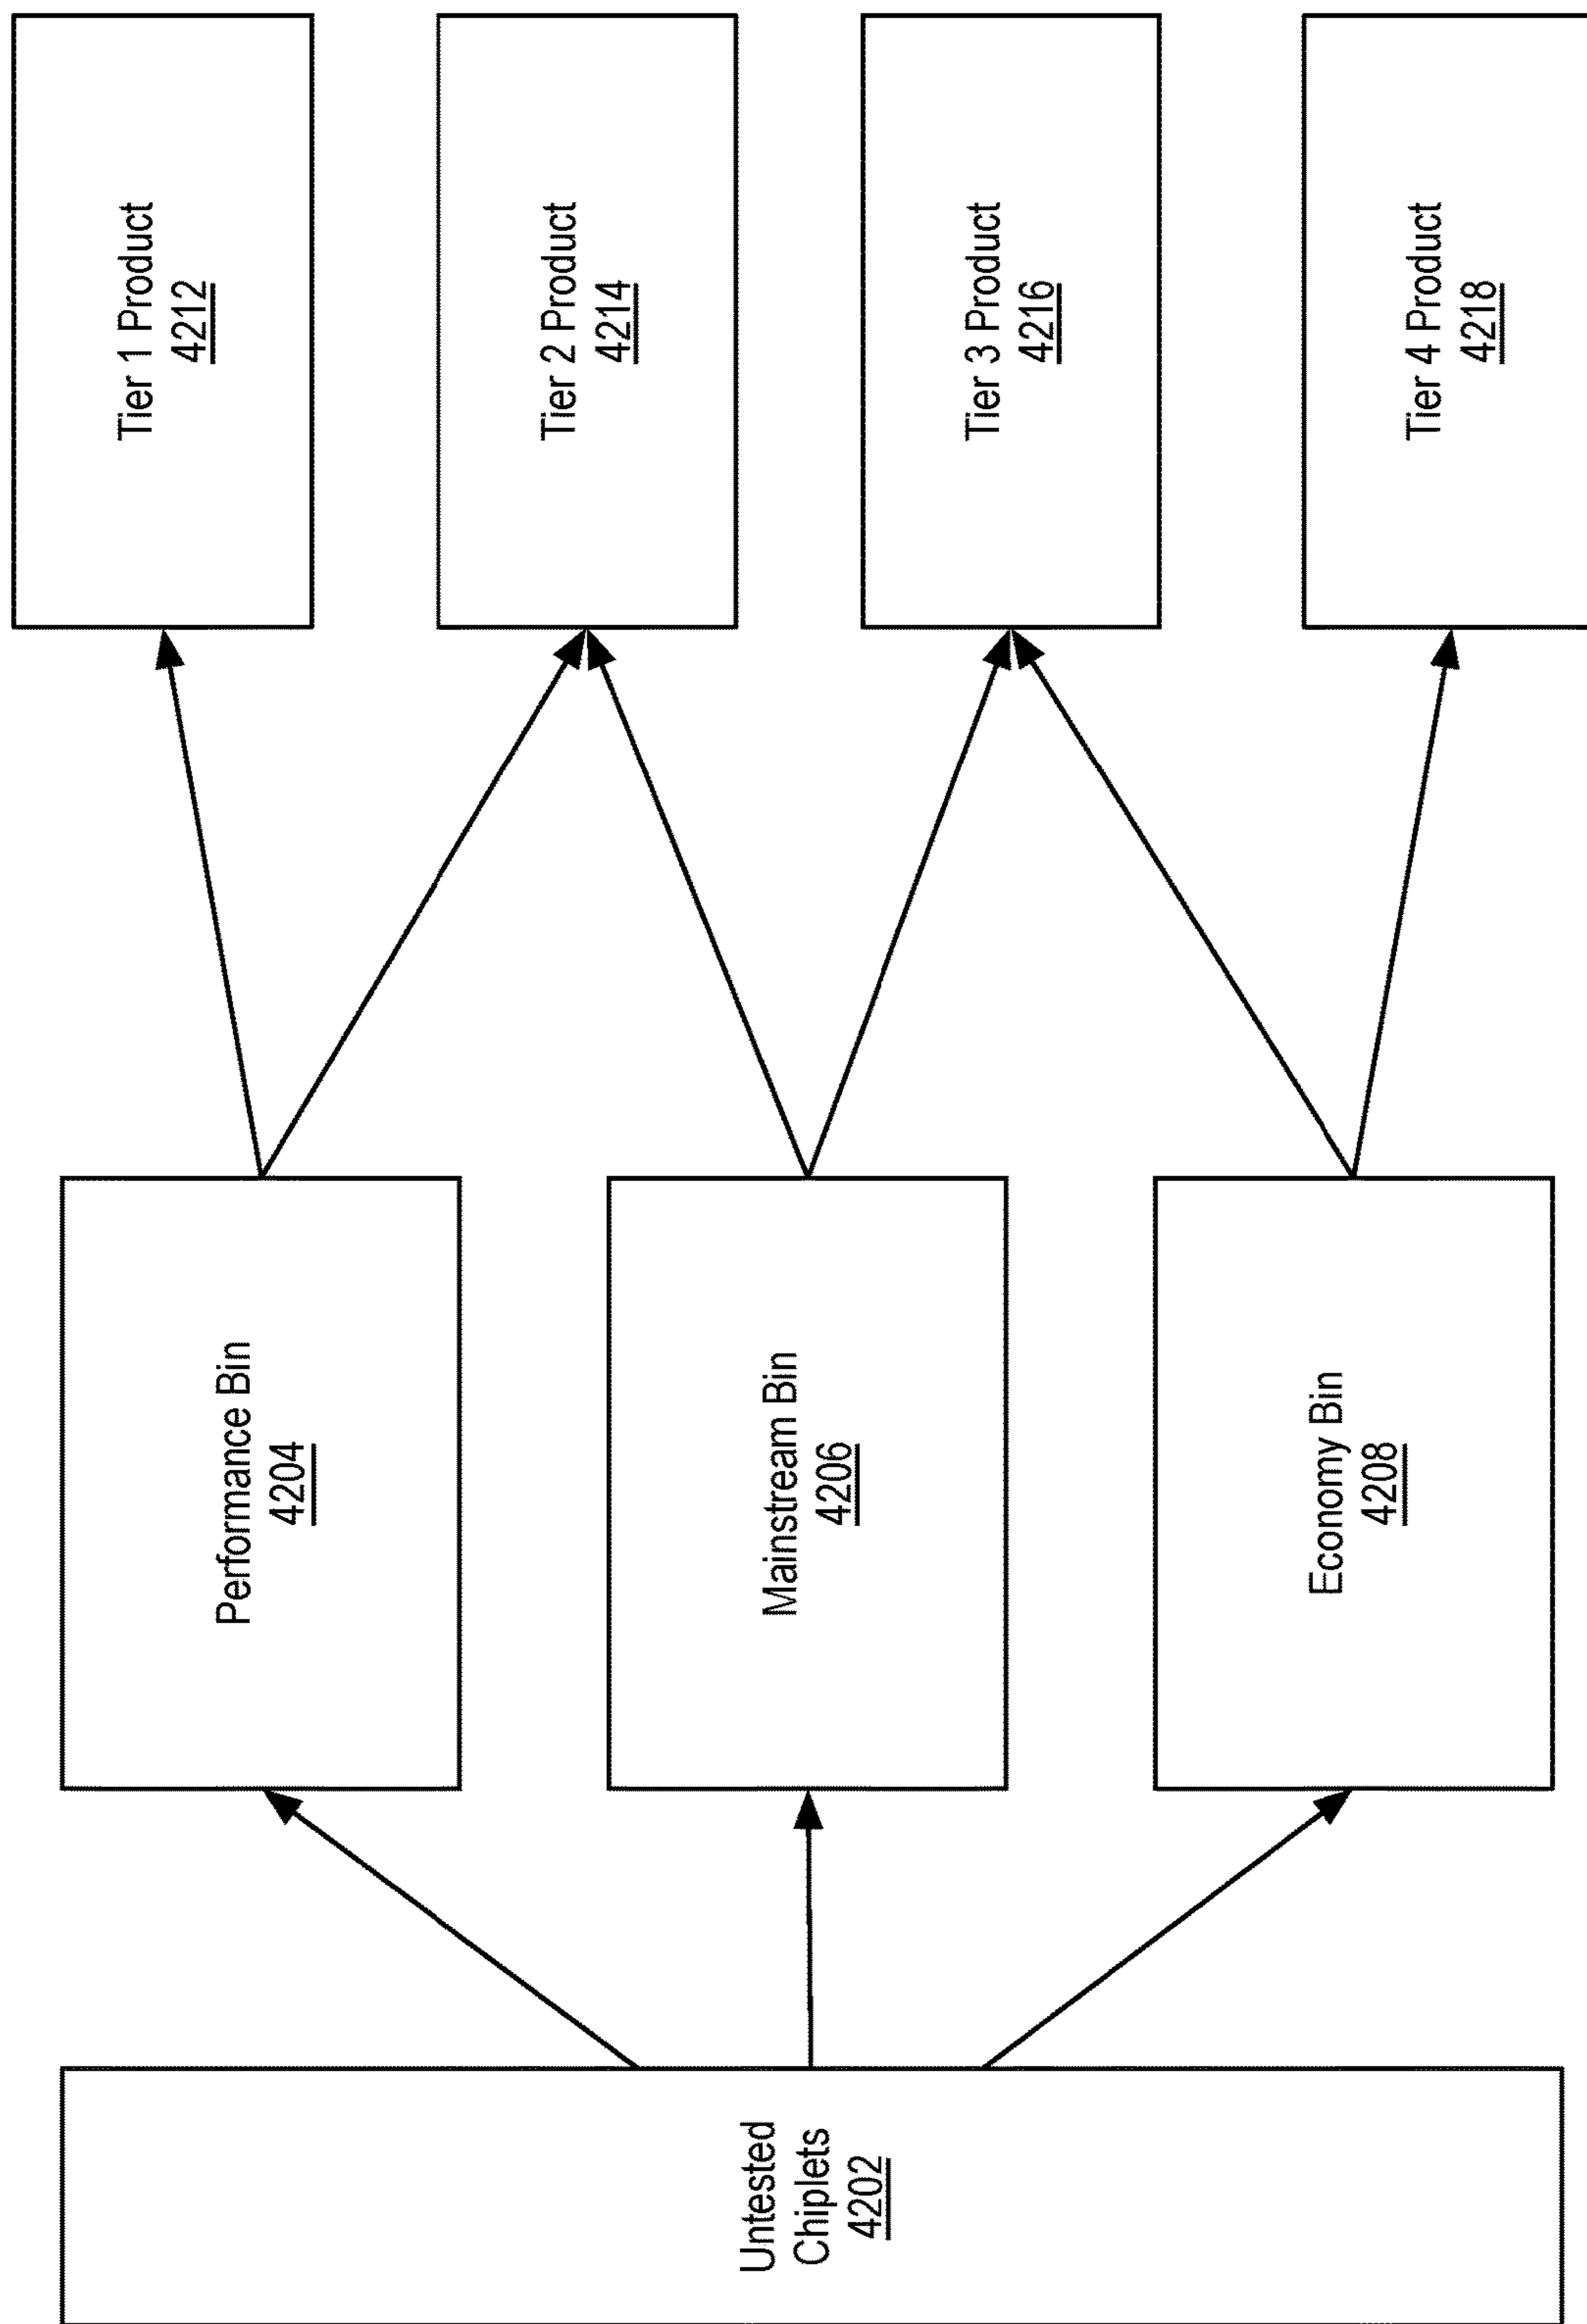 Untested
Chiplets
4202
Performance Bin
4204
Mainstream Bin
4206
Economy Bin
4208
Tier 1 Product
4212
Tier 2 Product
4214
Tier 3 Product
4216
Tier 4 Product
4218